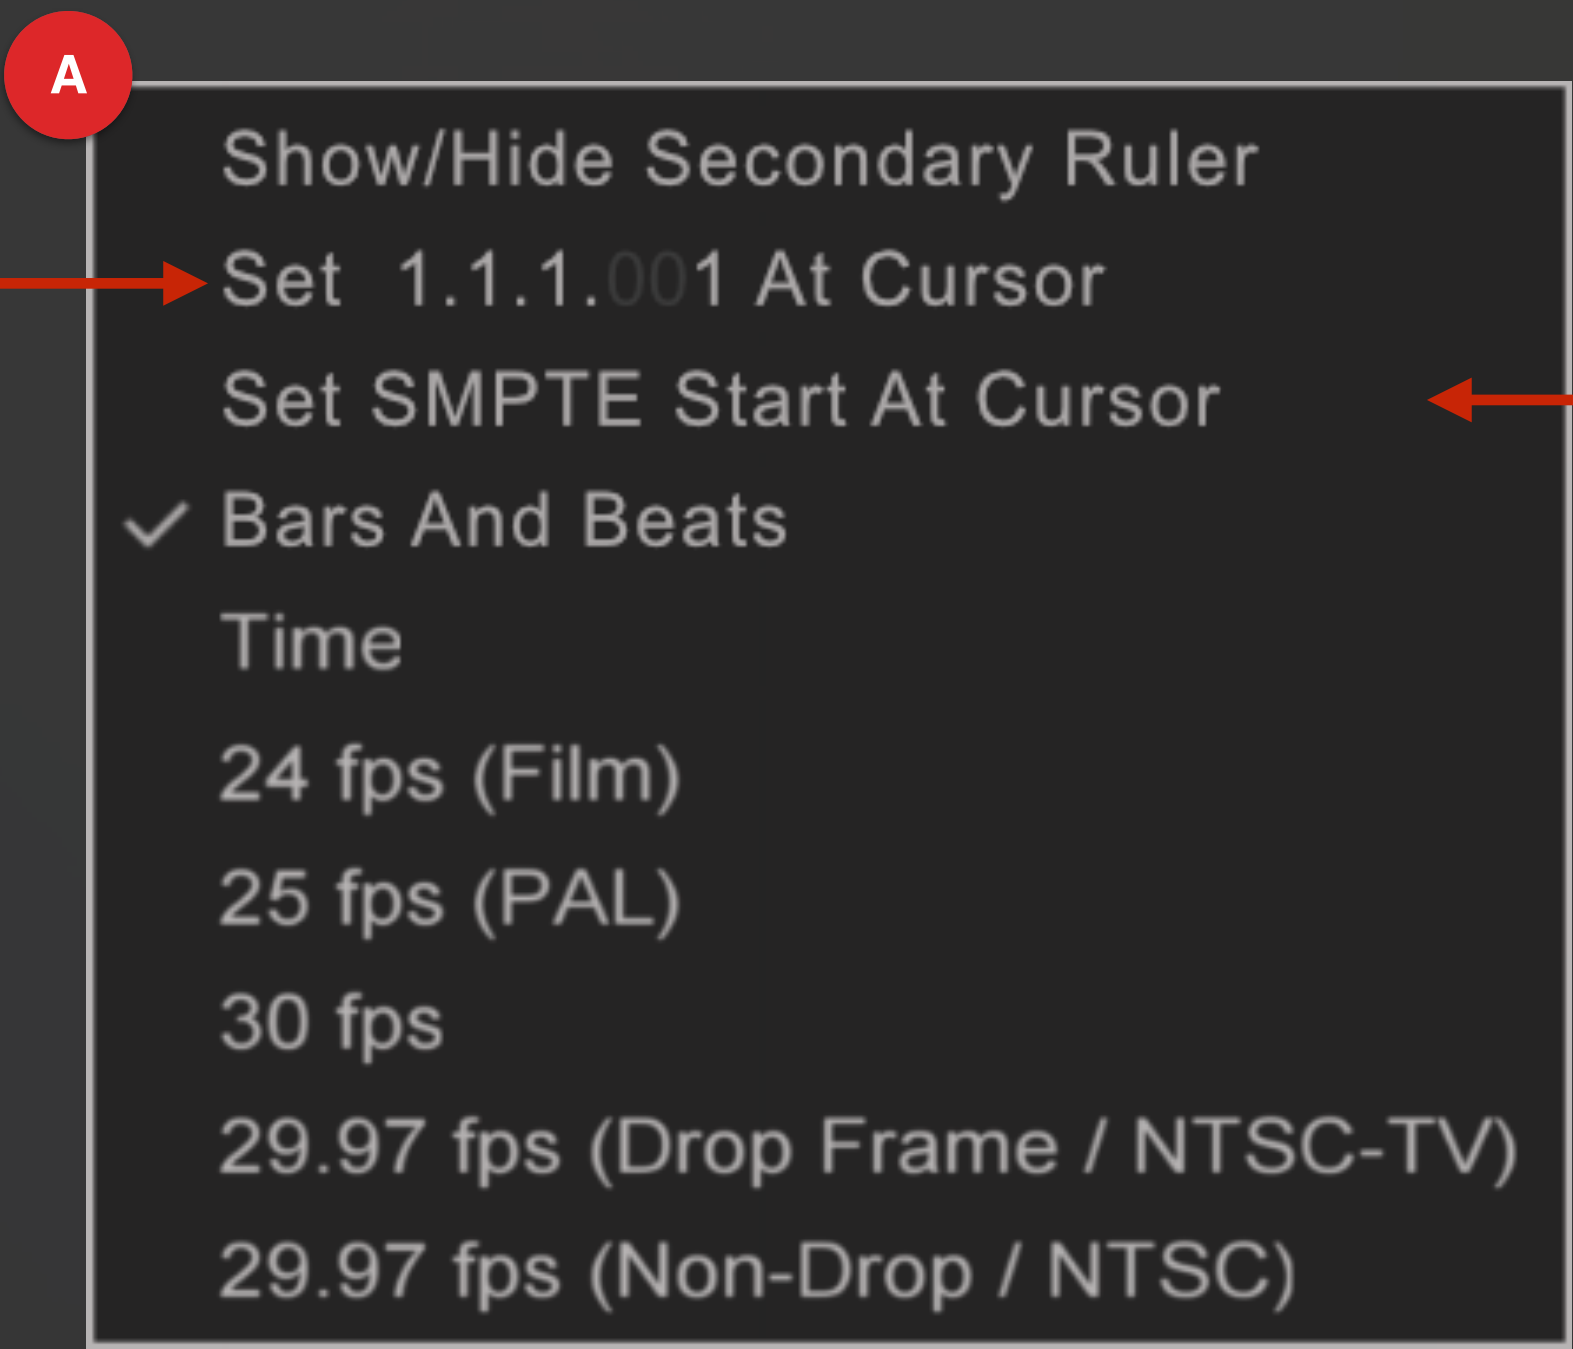 A
Show/Hide Secondary Ruler
Set 1.1.1.001 At Cursor
Set SMPTE Start At Cursor
Bars And Beats
Time
24 fps (Film)
25 fps (PAL)
30 fps
29.97 fps (Drop Frame / NTSC-TV)
29.97 fps (Non-Drop / NTSC)